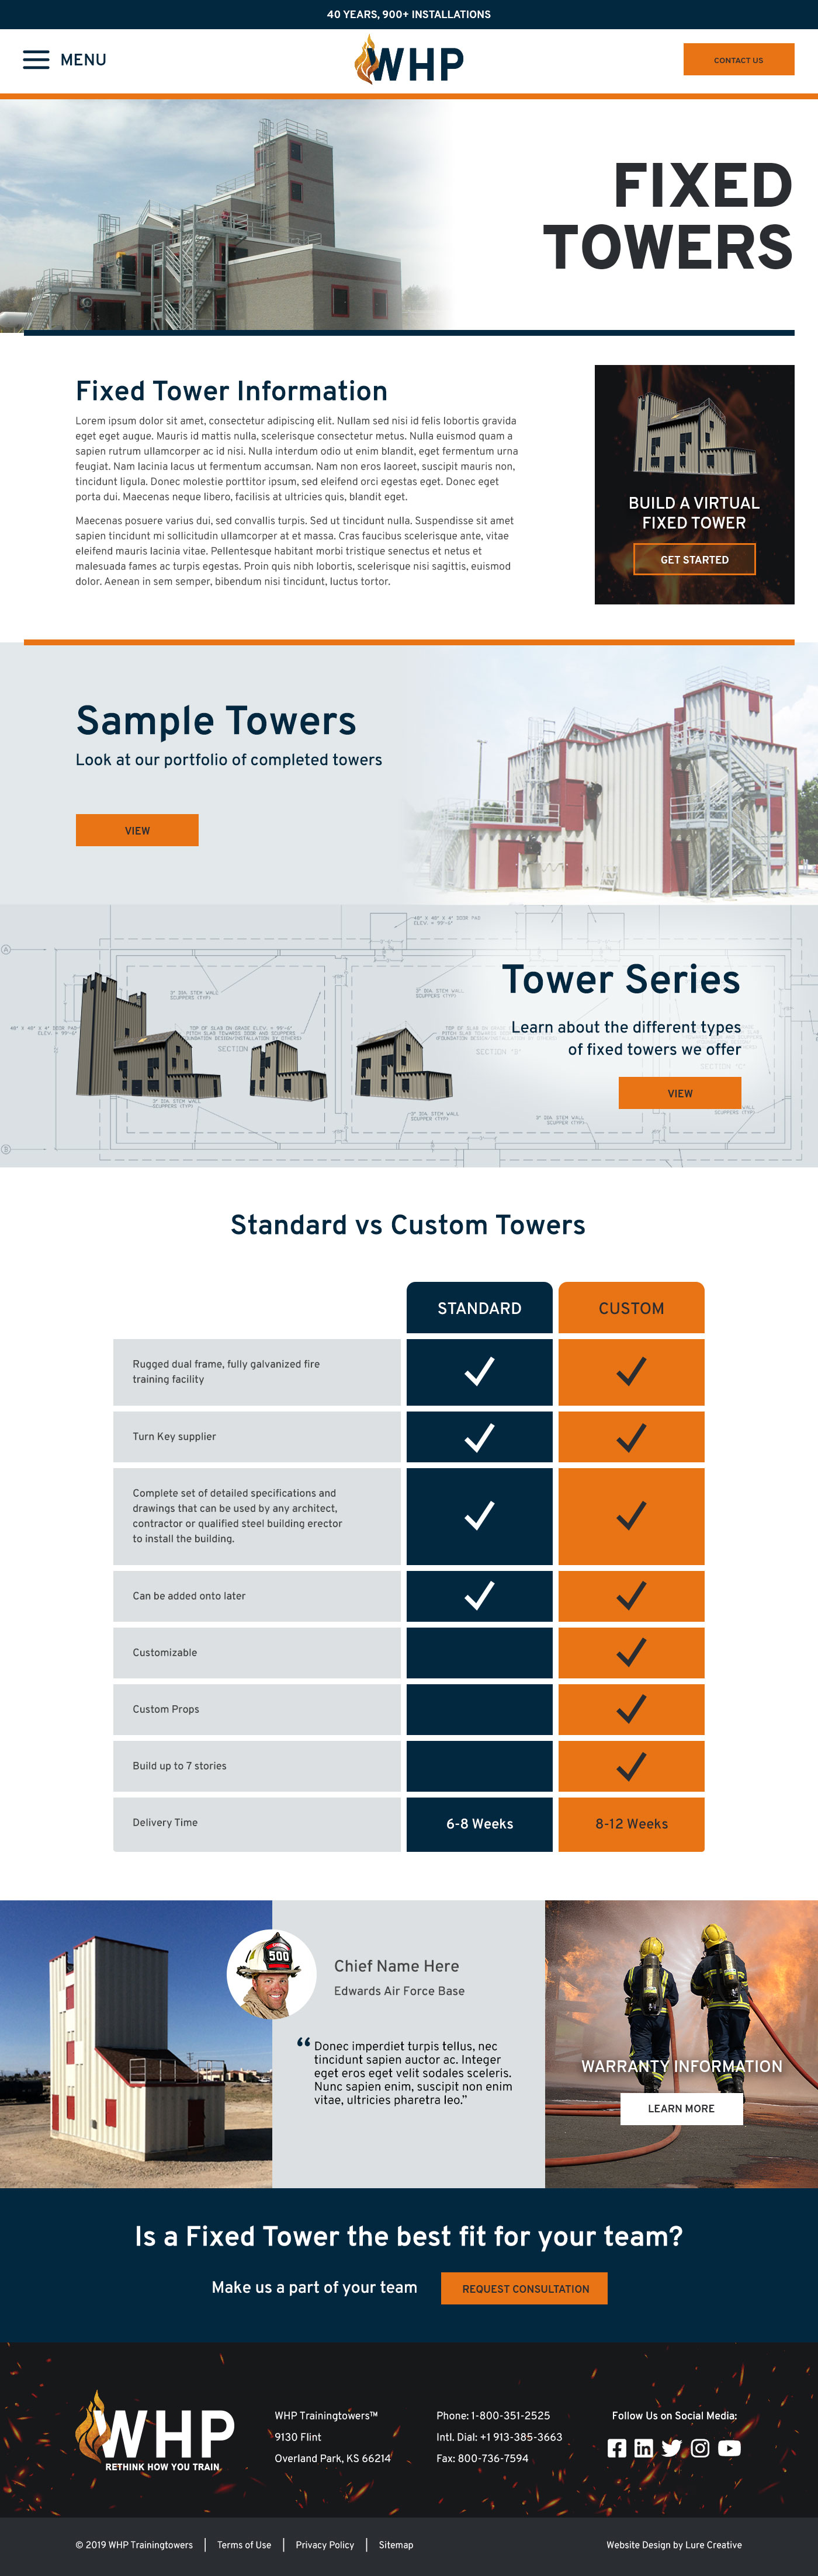 40 YEARS, 900+ INSTALLATIONS
MENU
WHP
CONTACT US
FIXED
TOWERS
Fixed Tower Information
Lorem ipsum dolor sit amet, consectetur adipiscing elit. Nullam sed nisi id felis lobortis gravida
eget eget augue. Mauris id mattis nulla, scelerisque consectetur metus. Nulla euismod quam a
sapien rutrum ullamcorper ac id nisi. Nulla interdum odio ut enim blandit, eget fermentum urna
feugiat. Nam lacinia lacus ut fermentum accumsan. Nam non eros laoreet, suscipit mauris non,
tincidunt ligula. Donec molestie porttitor ipsum, sed eleifend orci egestas eget. Donec eget
porta dui. Maecenas neque libero, facilisis at ultricies quis, blandit eget.
Maecenas posuere varius dui, sed convallis turpis. Sed ut tincidunt nulla. Suspendisse sit amet
sapien tincidunt mi sollicitudin ullamcorper at et massa. Cras faucibus scelerisque ante, vitae
eleifend mauris lacinia vitae. Pellentesque habitant morbi tristique senectus et netus et
malesuada fames ac turpis egestas. Proin quis nibh lobortis, scelerisque nisi sagittis, euismod
dolor. Aenean in sem semper, bibendum nisi tincidunt, luctus tortor.
BUILD A VIRTUAL
FIXED TOWER
GET STARTED
Sample Towers
Look at our portfolio of completed towers
VIEW
A
B
3" DIA. STEM WALL
SCUPPERS (TYP)
SECTION
Tower Series
Learn about the different types
of fixed towers we offer
VIEW
Standard vs Custom Towers
STANDARD
CUSTOM
Rugged dual frame, fully galvanized fire
training facility
Turn Key supplier
Complete set of detailed specifications and
drawings that can be used by any architect,
contractor or qualified steel building erector
to install the building.
Can be added onto later
Customizable
Custom Props
Build up to 7 stories
Delivery Time
6-8 Weeks
8-12 Weeks
500
Chief Name Here
Edwards Air Force Base
“ Donec imperdiet turpis tellus, nec
tincidunt sapien auctor ac. Integer
eget eros eget velit sodales sceleris.
Nunc sapien enim, suscipit non enim
vitae, ultricies pharetra leo.”
WARRANTY INFORMATION
LEARN MORE
Is a Fixed Tower the best fit for your team?
Make us a part of your team
REQUEST CONSULTATION
WHP
RETHINK HOW YOU TRAIN
WHP Trainingtowers™
9130 Flint
Overland Park, KS 66214
Phone: 1-800-351-2525
Intl. Dial: +1 913-385-3663
Fax: 800-736-7594
Follow Us on Social Media:
© 2019 WHP Trainingtowers | Terms of Use | Privacy Policy | Sitemap
Website Design by Lure Creative